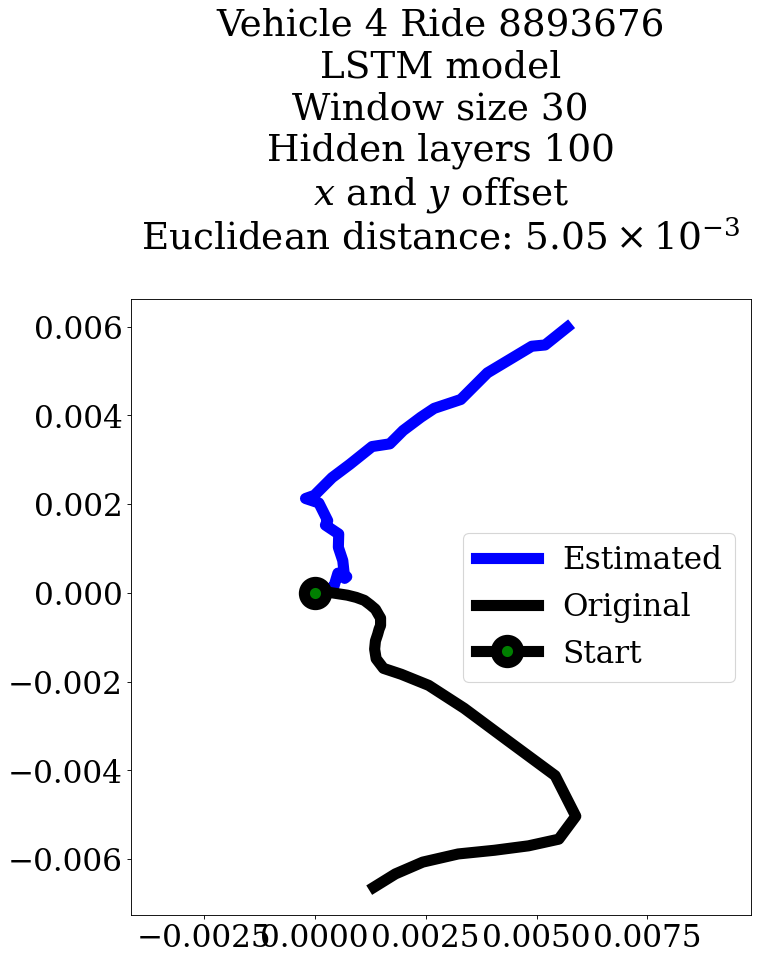 Vehicle 4 Ride 8893676
LSTM model
Window size 30
Hidden layers 100
x and y offset
Euclidean distance: 5.05 × 10⁻³
0.006
0.004
0.002
0.000
−0.002
−0.004
−0.006
Estimated
Original
Start
−0.0025 0.0000 0.0025 0.0050 0.0075